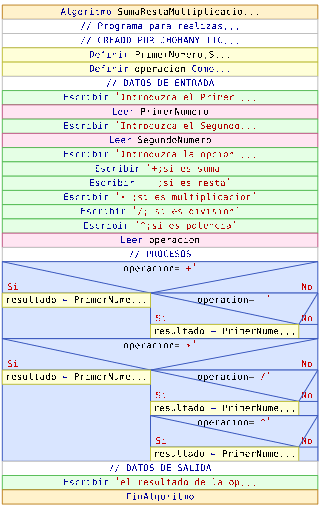 Algoritmo SumaRestaMultiplicacio...
// Programa para realizas...
// CREADO POR JHOHANY TIC...
Definir PrimerNumero,S...
Definir operacion Como...
// DATOS DE ENTRADA
Escribir 'Introduzca el Primer ...
Leer PrimerNumero
Escribir 'Introduzca el Segundo...
Leer SegundoNumero
Escribir 'Introduzca la opcion ...
Escribir '+;si es suma'
Escribir '- ;si es resta'
Escribir '* ;si es multiplicacion'
Escribir '/; si es division'
Escribir '^;si es potencia'
Leer operacion
// PROCESOS
operacion='+'
Si No
resultado ← PrimerNume... operacion='-'
Si No
resultado ← PrimerNume...
operacion='*'
Si No
resultado ← PrimerNume... operacion='/'
Si No
resultado ← PrimerNume...
operacion='^'
Si No
resultado ← PrimerNume...
// DATOS DE SALIDA
Escribir 'el resultado de la op...
FinAlgoritmo